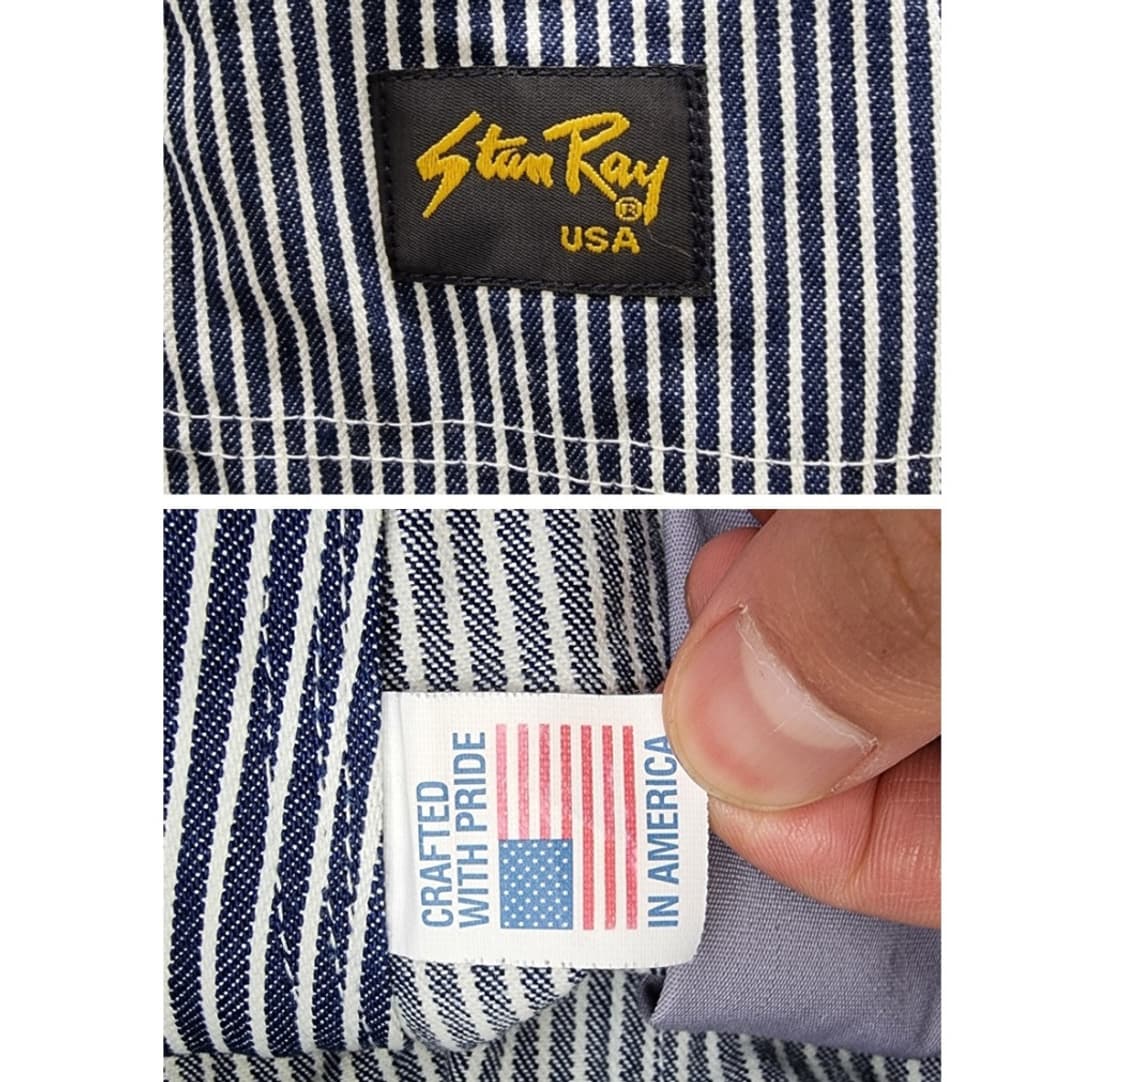 Stan Ray
®
USA
CRAFTED
WITH PRIDE
IN AMERICA